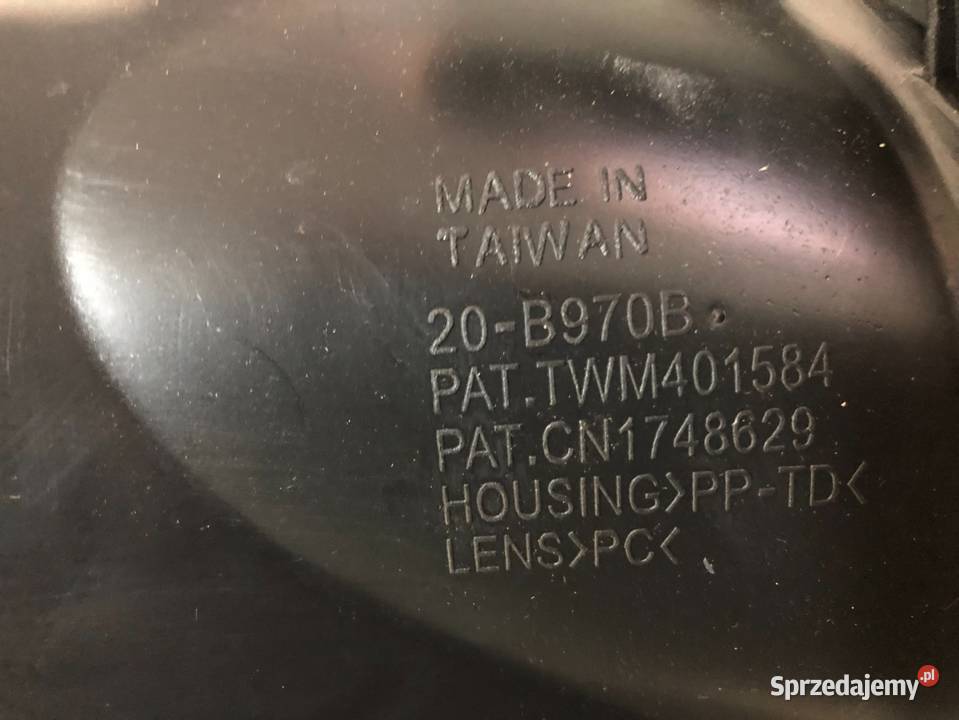 MADE IN
TAIWAN
20-B970B
PAT.TWM401584
PAT.CN1748629
HOUSING>PP-TD<
LENS>PC<
Sprzedajemy.pl